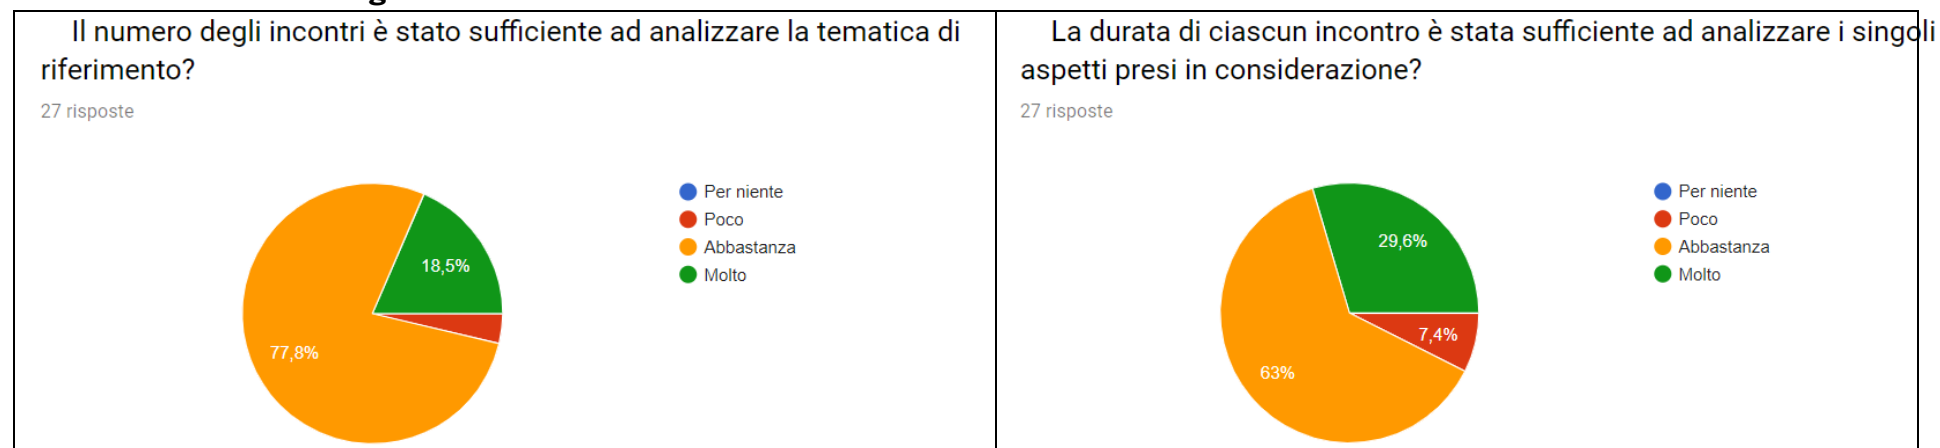 Il numero degli incontri è stato sufficiente ad analizzare la tematica di
riferimento?
27 risposte
Per niente
Poco
Abbastanza
Molto
18,5%
77,8%
La durata di ciascun incontro è stata sufficiente ad analizzare i singoli
aspetti presi in considerazione?
27 risposte
Per niente
Poco
Abbastanza
Molto
29,6%
7,4%
63%